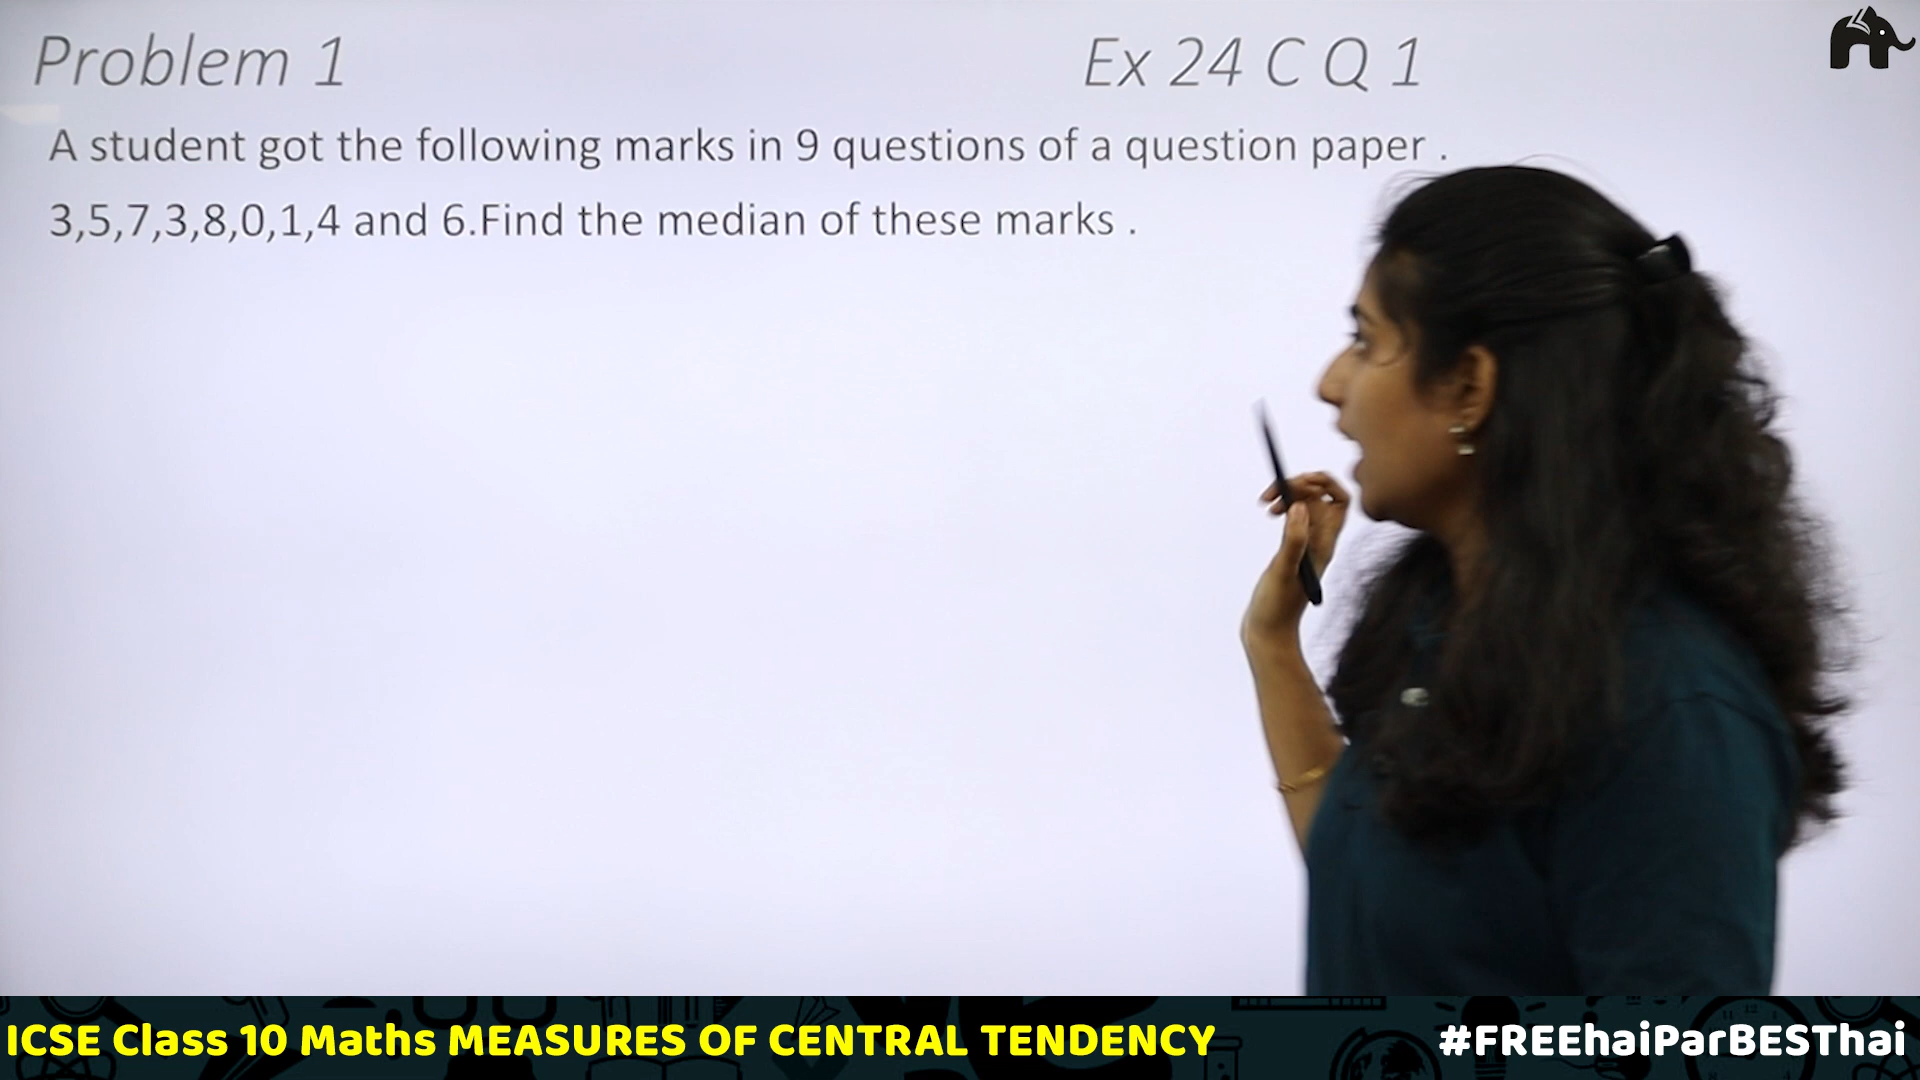 Problem 1
Ex 24 C Q 1
A student got the following marks in 9 questions of a question paper .
3,5,7,3,8,0,1,4 and 6.Find the median of these marks .
ICSE Class 10 Maths MEASURES OF CENTRAL TENDENCY
#FREEhaiParBESThai